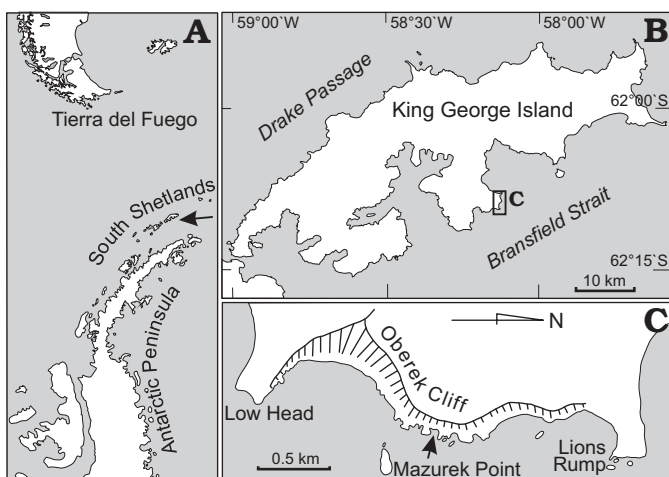 A
Tierra del Fuego
South Shetlands
Antarctic Peninsula
59°00`W
58°30`W
58°00`W
B
Drake Passage
King George Island
62°00`S
C
Bransfield Strait
62°15`S
10 km
C
N
Oberek Cliff
Low Head
0.5 km
Mazurek Point
Lions
Rump